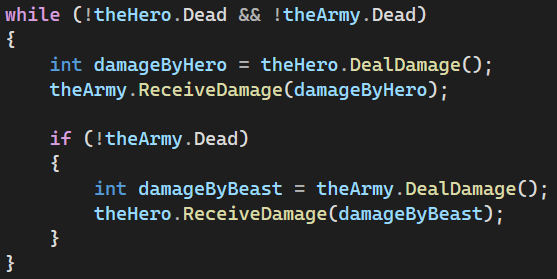 while (!theHero.Dead && !theArmy.Dead)
{
    int damageByHero = theHero.DealDamage();
    theArmy.ReceiveDamage(damageByHero);

    if (!theArmy.Dead)
    {
        int damageByBeast = theArmy.DealDamage();
        theHero.ReceiveDamage(damageByBeast);
    }
}